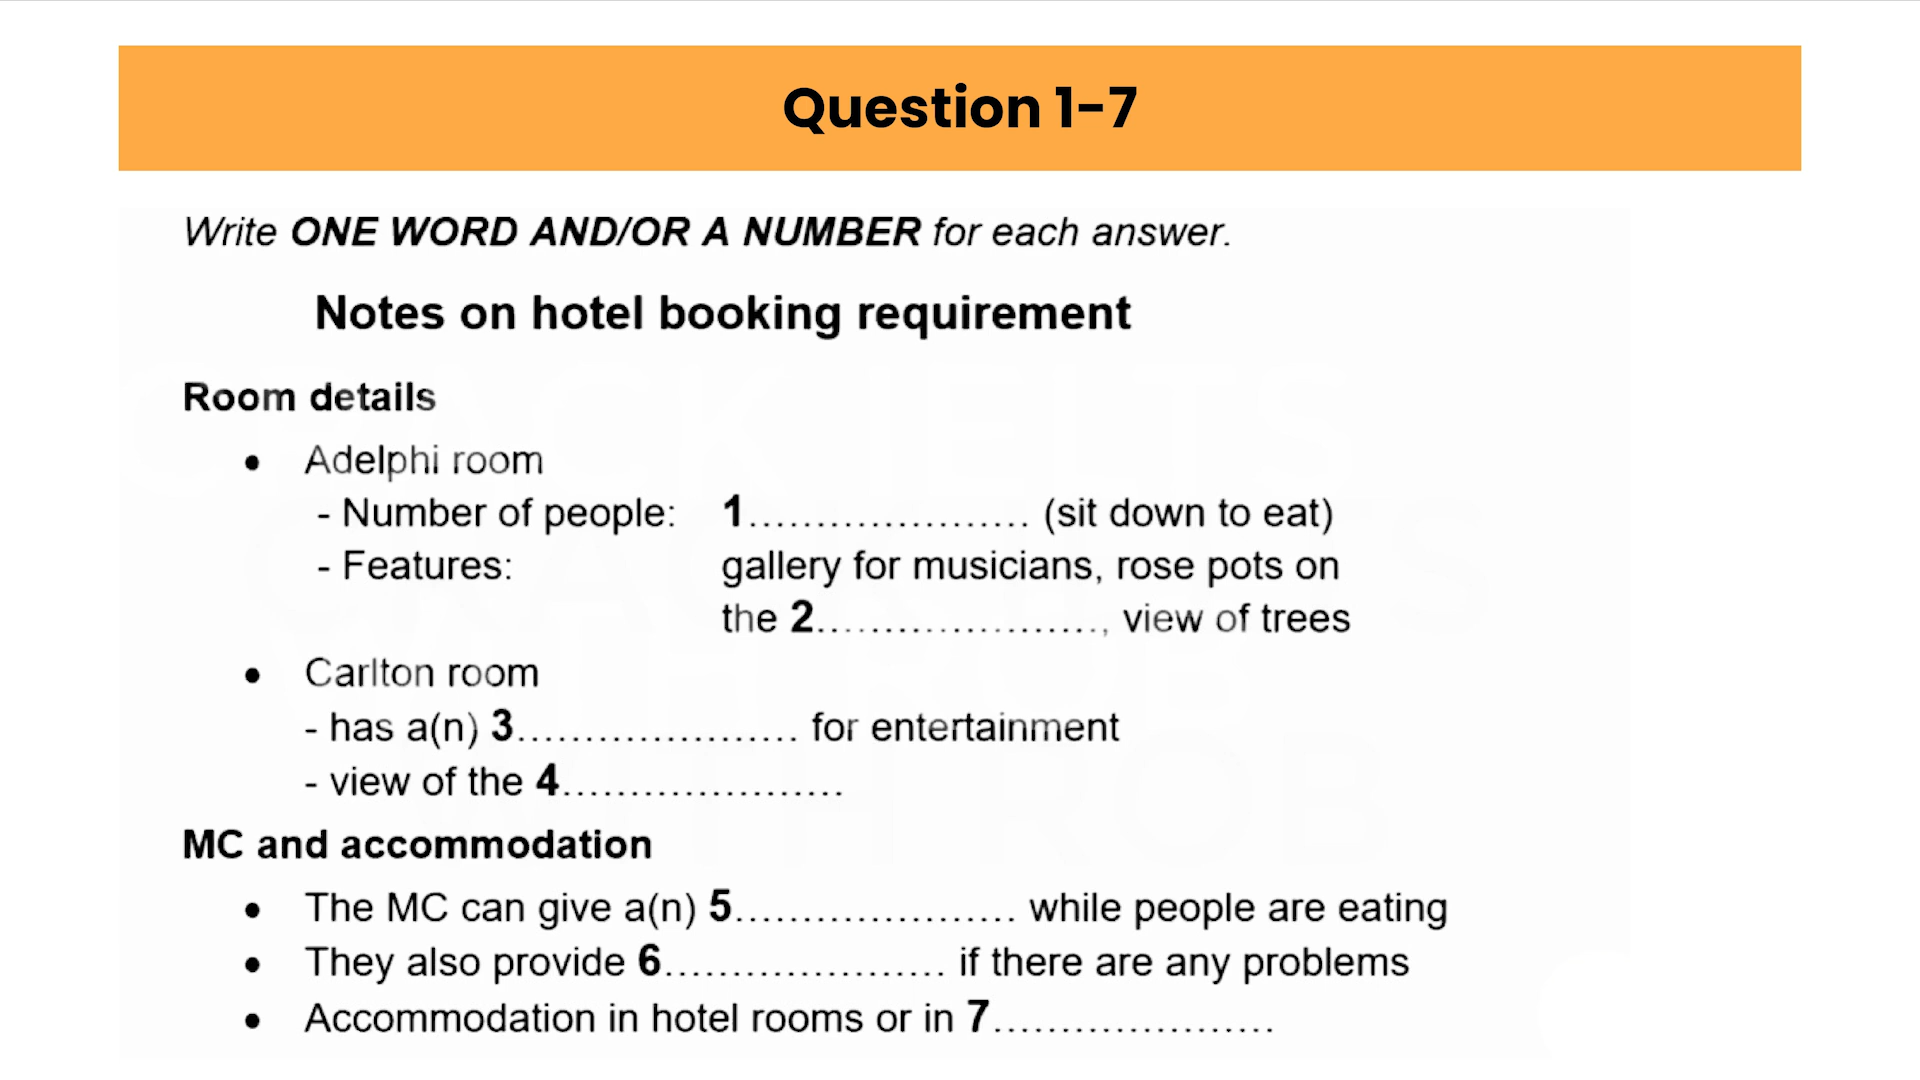 Question 1-7
Write ONE WORD AND/OR A NUMBER for each answer.
Notes on hotel booking requirement
Room details
• Adelphi room
- Number of people: 1..................... (sit down to eat)
- Features: gallery for musicians, rose pots on
the 2....................., view of trees
• Carlton room
- has a(n) 3..................... for entertainment
- view of the 4.....................
MC and accommodation
• The MC can give a(n) 5..................... while people are eating
• They also provide 6..................... if there are any problems
• Accommodation in hotel rooms or in 7.....................